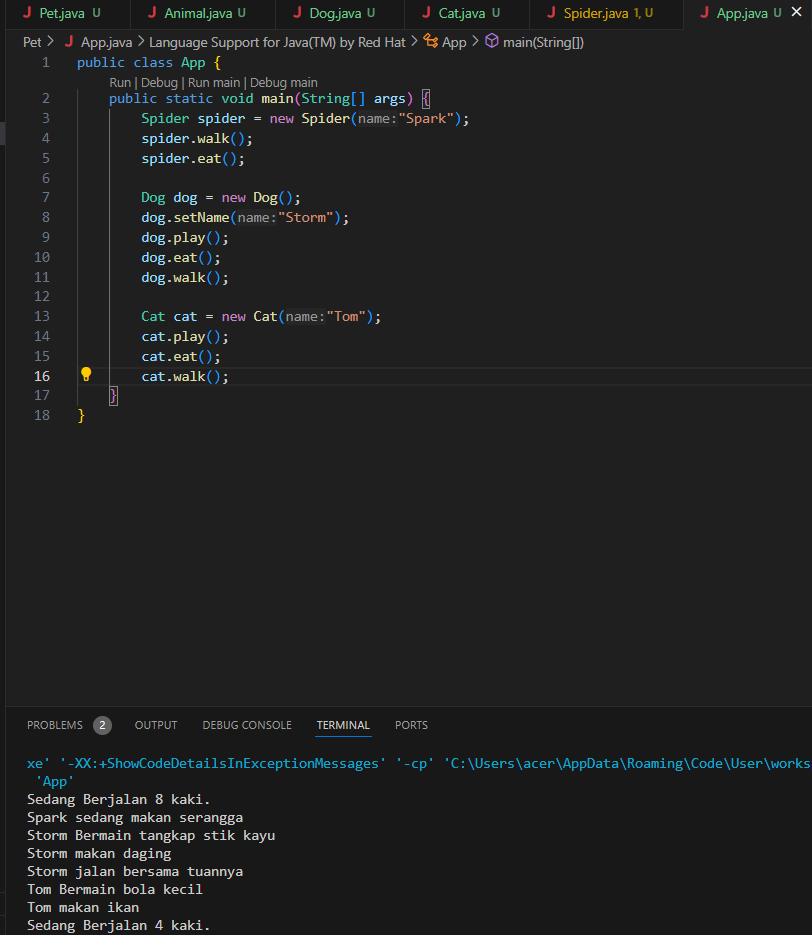 J Pet.java U J Animal.java U J Dog.java U J Cat.java U J Spider.java 1, U J App.java U ×
Pet > J App.java > Language Support for Java(TM) by Red Hat > App > main(String[])
1 public class App {
Run | Debug | Run main | Debug main
2 public static void main(String[] args) {
3 Spider spider = new Spider(name:"Spark");
4 spider.walk();
5 spider.eat();
6
7 Dog dog = new Dog();
8 dog.setName(name:"Storm");
9 dog.play();
10 dog.eat();
11 dog.walk();
12
13 Cat cat = new Cat(name:"Tom");
14 cat.play();
15 cat.eat();
16 cat.walk();
17 }
18 }
PROBLEMS 2 OUTPUT DEBUG CONSOLE TERMINAL PORTS
xe' '-XX:+ShowCodeDetailsInExceptionMessages' '-cp' 'C:\Users\acer\AppData\Roaming\Code\User\works
'App'
Sedang Berjalan 8 kaki.
Spark sedang makan serangga
Storm Bermain tangkap stik kayu
Storm makan daging
Storm jalan bersama tuannya
Tom Bermain bola kecil
Tom makan ikan
Sedang Berjalan 4 kaki.